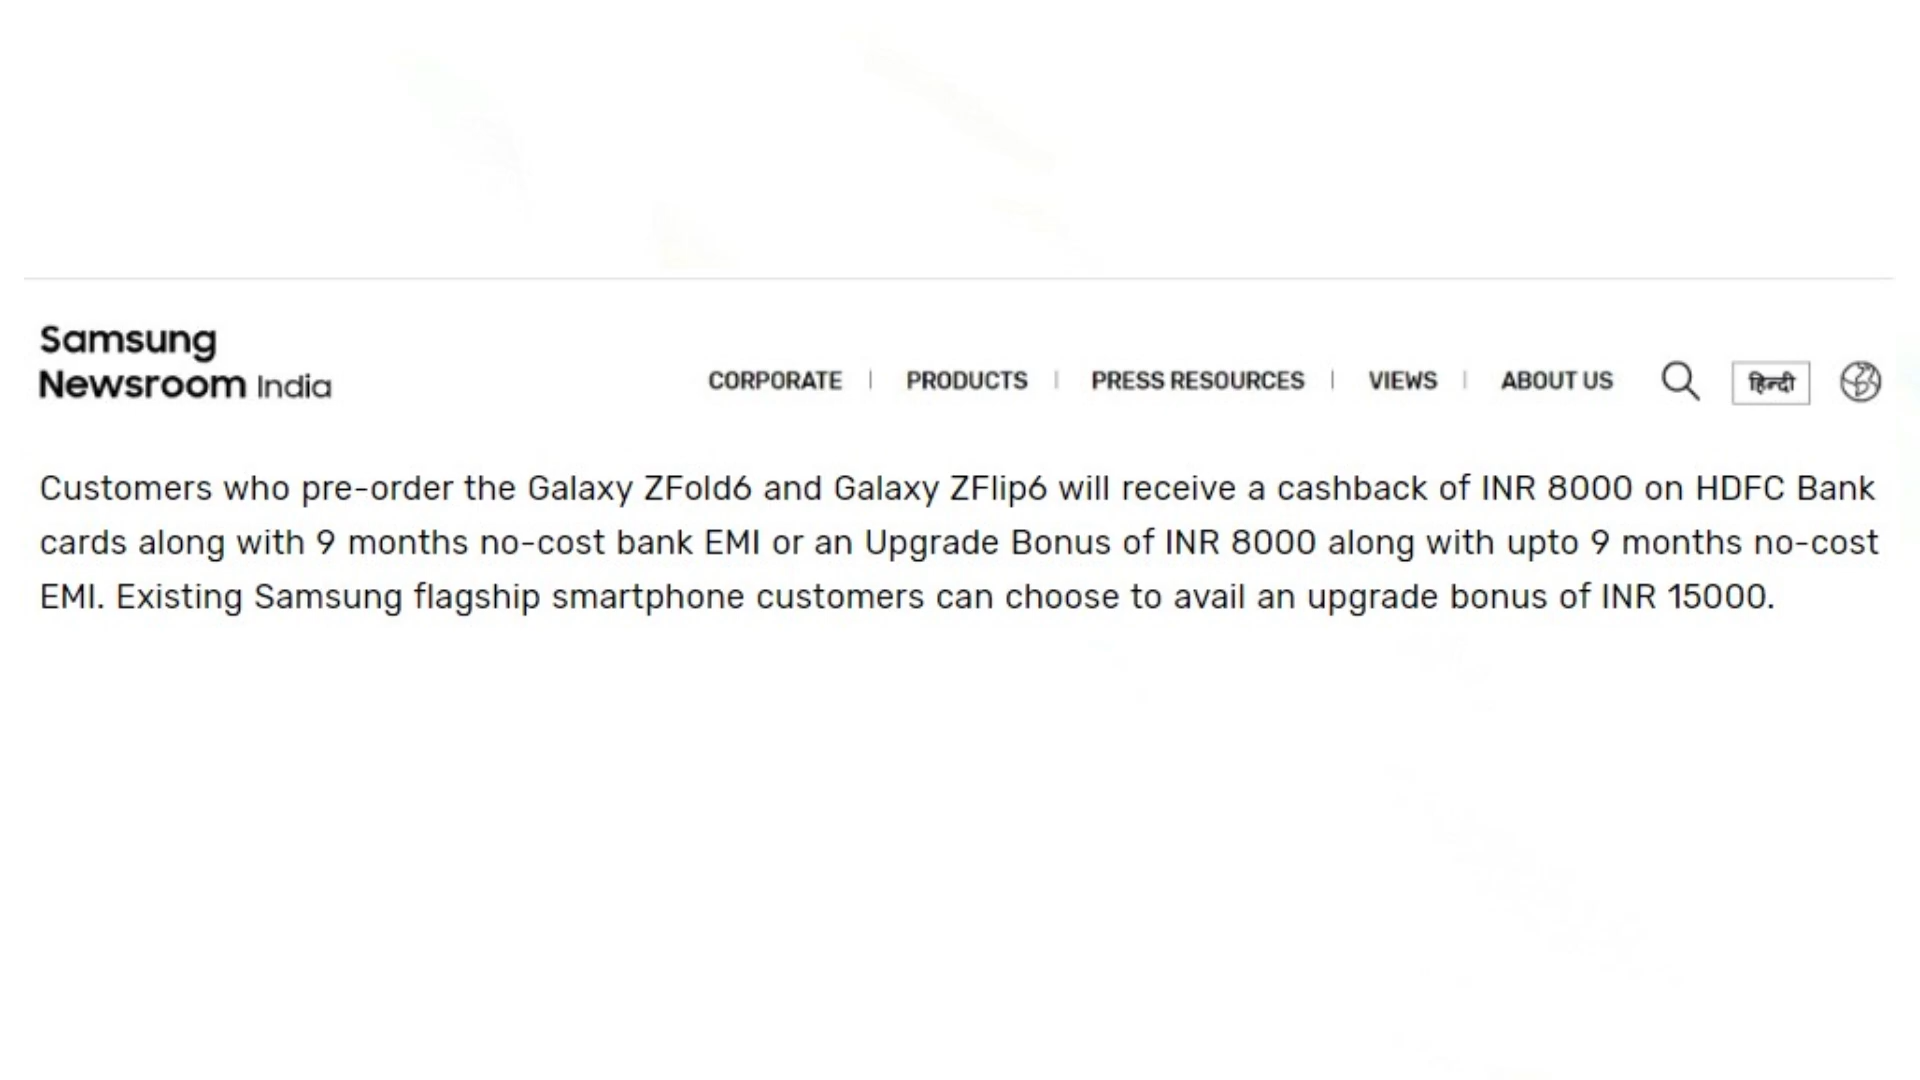 Samsung
Newsroom India
CORPORATE | PRODUCTS | PRESS RESOURCES | VIEWS | ABOUT US हिन्दी
Customers who pre-order the Galaxy ZFold6 and Galaxy ZFlip6 will receive a cashback of INR 8000 on HDFC Bank
cards along with 9 months no-cost bank EMI or an Upgrade Bonus of INR 8000 along with upto 9 months no-cost
EMI. Existing Samsung flagship smartphone customers can choose to avail an upgrade bonus of INR 15000.